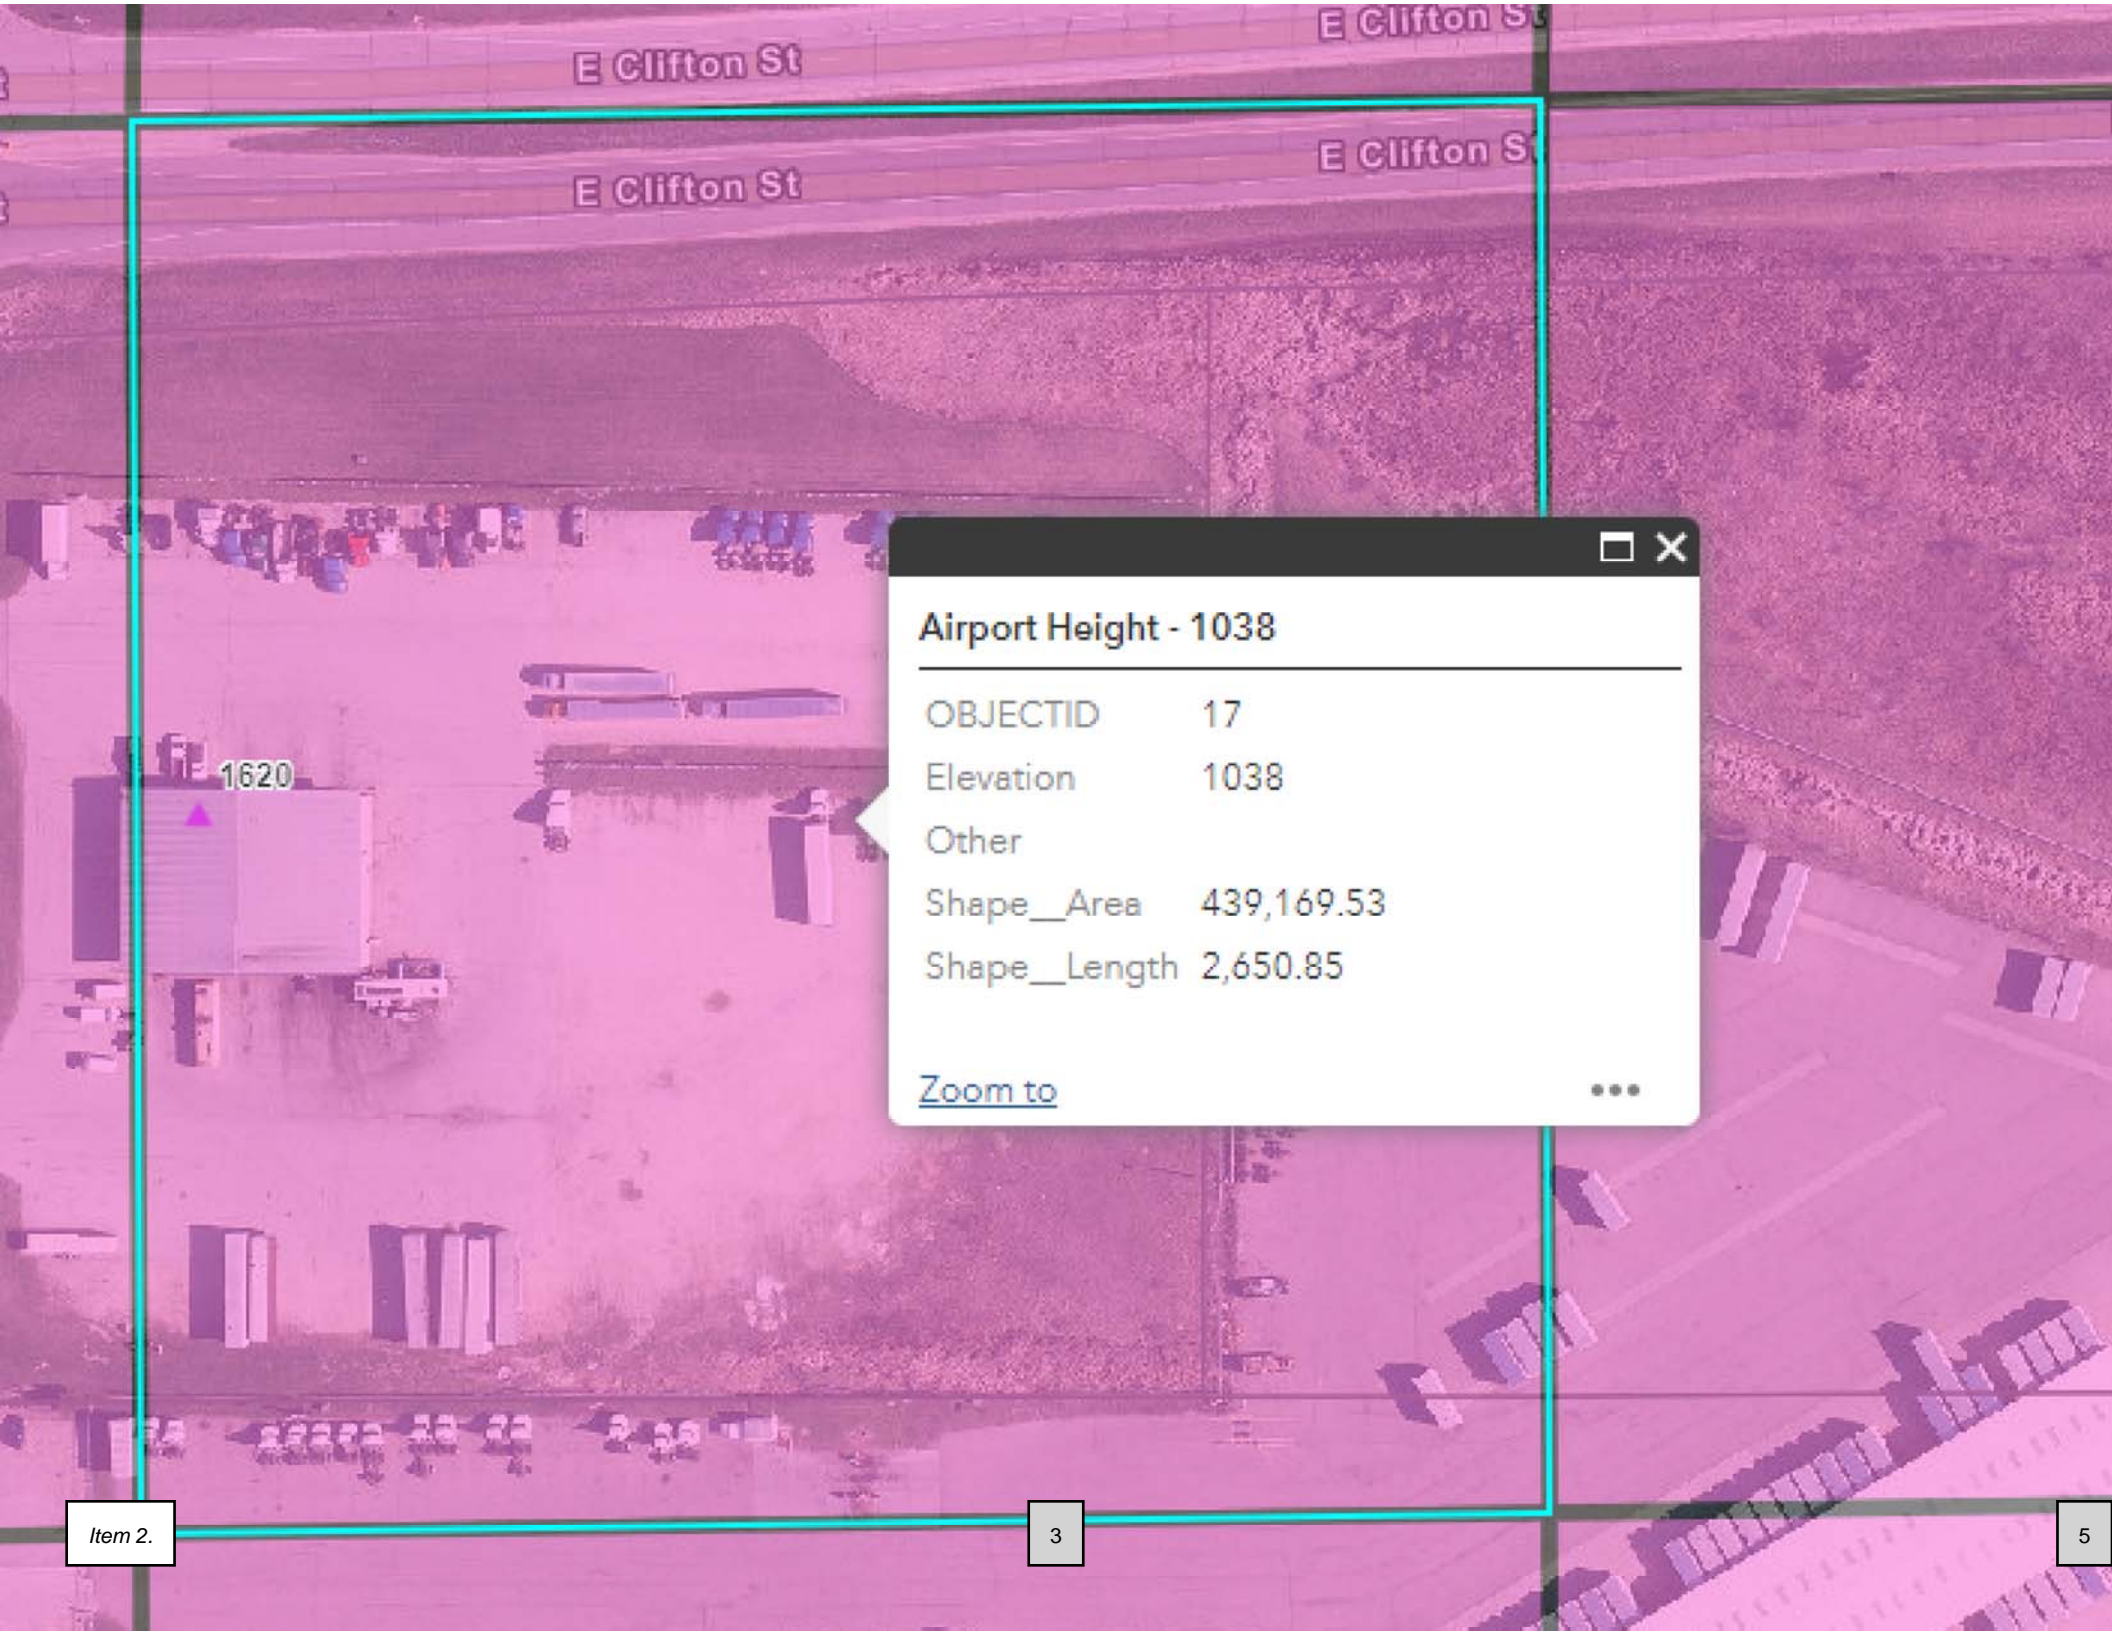 E Clifton St
E Clifton St
E Clifton St
E Clifton St
Airport Height - 1038
OBJECTID 17
Elevation 1038
Other
Shape__Area 439,169.53
Shape__Length 2,650.85
Zoom to
1620
Item 2.
3
5